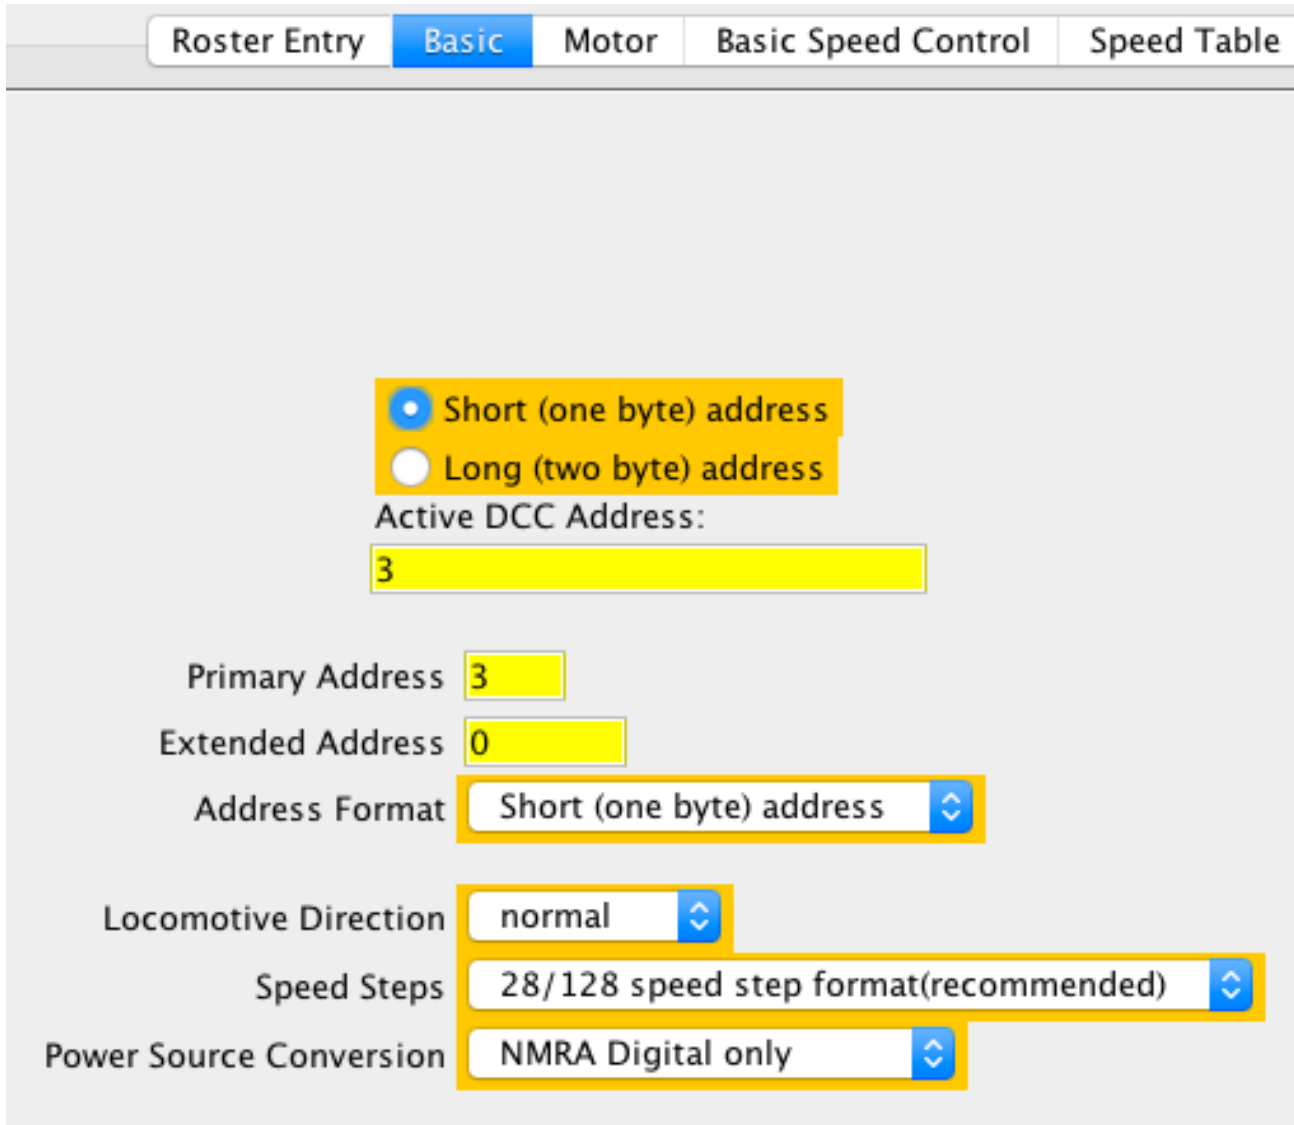 Roster Entry Basic Motor Basic Speed Control Speed Table
Short (one byte) address
Long (two byte) address
Active DCC Address:
3
Primary Address 3
Extended Address 0
Address Format Short (one byte) address
Locomotive Direction normal
Speed Steps 28/128 speed step format(recommended)
Power Source Conversion NMRA Digital only